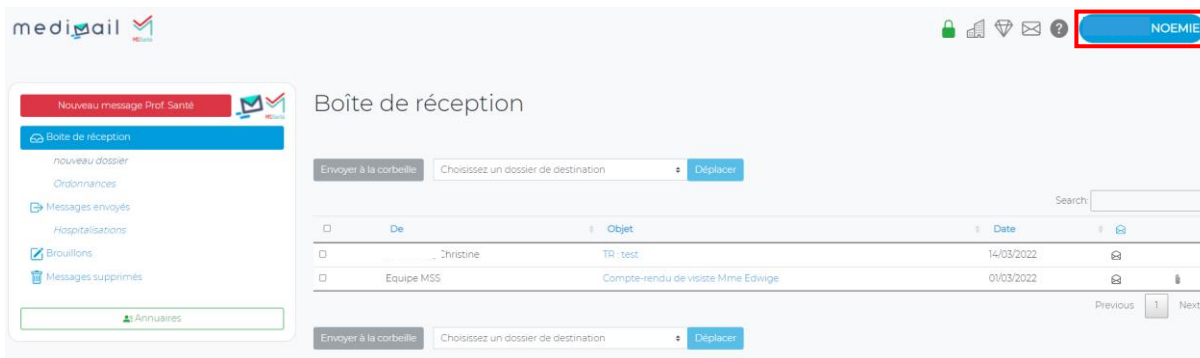 medimail
MSSanté
NOEMIE
Nouveau message Prof. Santé
Boîte de réception
Boite de réception
nouveau dossier
Ordonnances
Messages envoyés
Hospitalisations
Brouillons
Messages supprimés
Annuaires
Envoyer à la corbeille Choisissez un dossier de destination Déplacer
Search:
De Objet Date
Christine TR : test 14/03/2022
Equipe MSS Compte-rendu de visiste Mme Edwige 01/03/2022
Previous 1 Next
Envoyer à la corbeille Choisissez un dossier de destination Déplacer